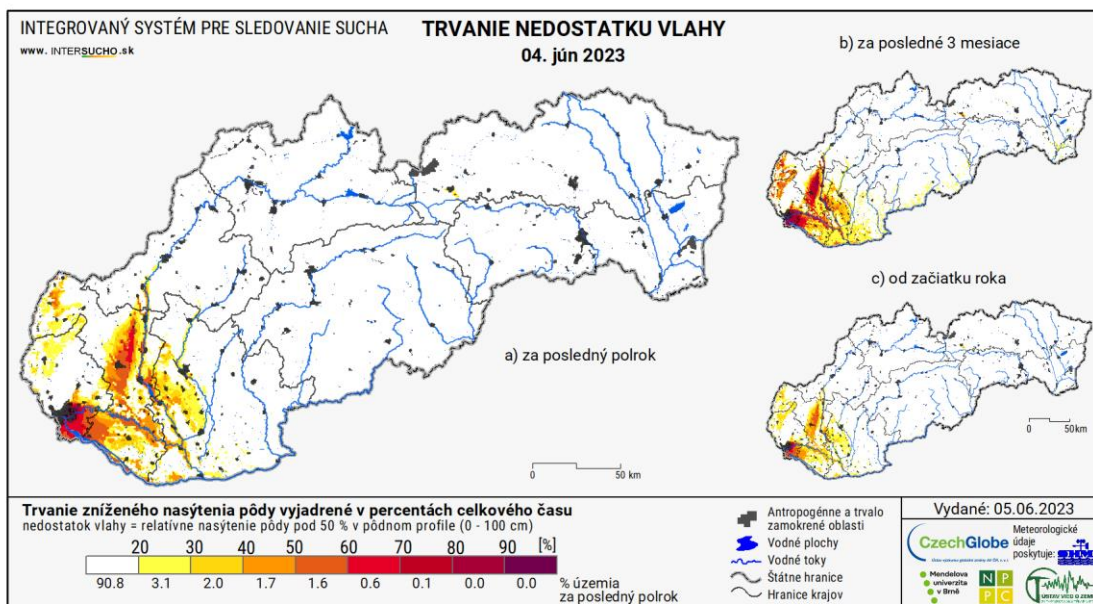 INTEGROVANÝ SYSTÉM PRE SLEDOVANIE SUCHA
www. INTERSUCHO.sk
TRVANIE NEDOSTATKU VLAHY
04. jún 2023
b) za posledné 3 mesiace
a) za posledný polrok
c) od začiatku roka
0 50 km
0 50km
Trvanie zníženého nasýtenia pôdy vyjadrené v percentách celkového času
nedostatok vlahy = relatívne nasýtenie pôdy pod 50 % v pôdnom profile (0 - 100 cm)
20 30 40 50 60 70 80 90 [%]
90.8 3.1 2.0 1.7 1.6 0.6 0.1 0.0 0.0
% územia
za posledný polrok
Antropogénne a trvalo
zamokrené oblasti
Vodné plochy
Vodné toky
Štátne hranice
Hranice krajov
Vydané: 05.06.2023
CzechGlobe
Meteorologické
údaje
poskytuje:
Mendelova
univerzita
v Brně
N P
P C